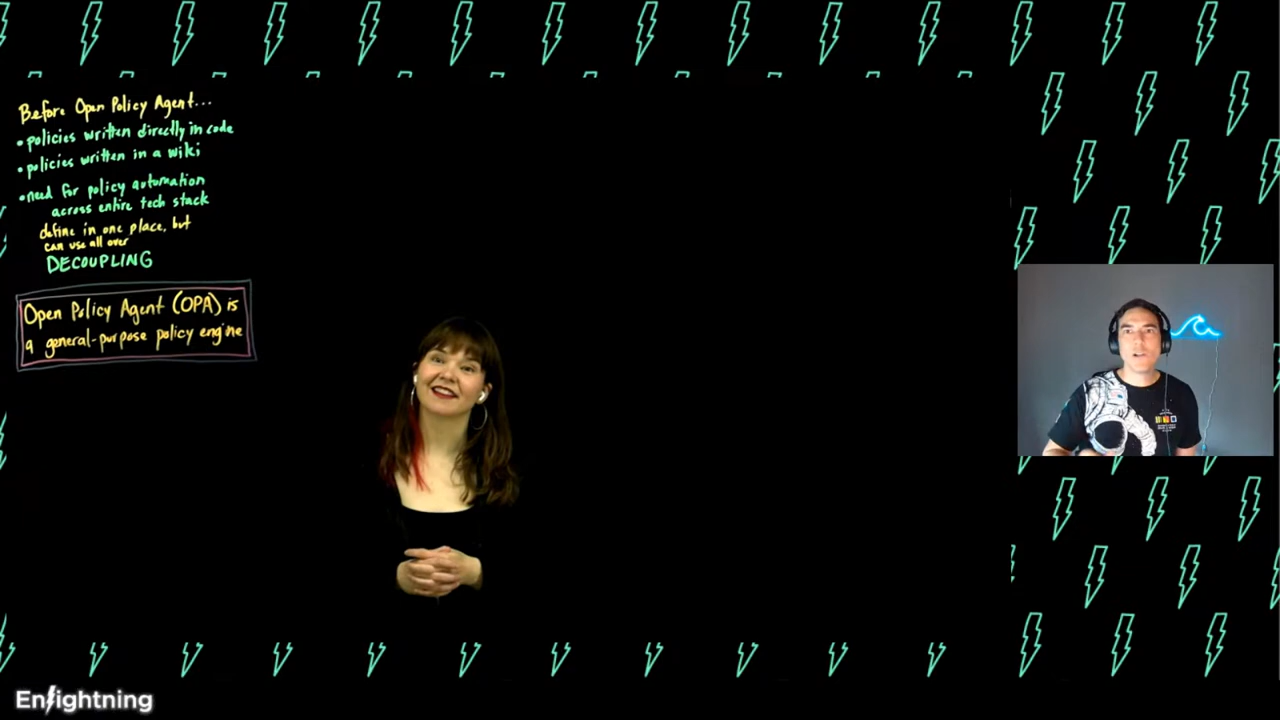 Before Open Policy Agent...
• policies written directly in code
• policies written in a wiki
• need for policy automation
across entire tech stack
define in one place, but
can use all over
DECOUPLING
Open Policy Agent (OPA) is
a general-purpose policy engine
Enlightning